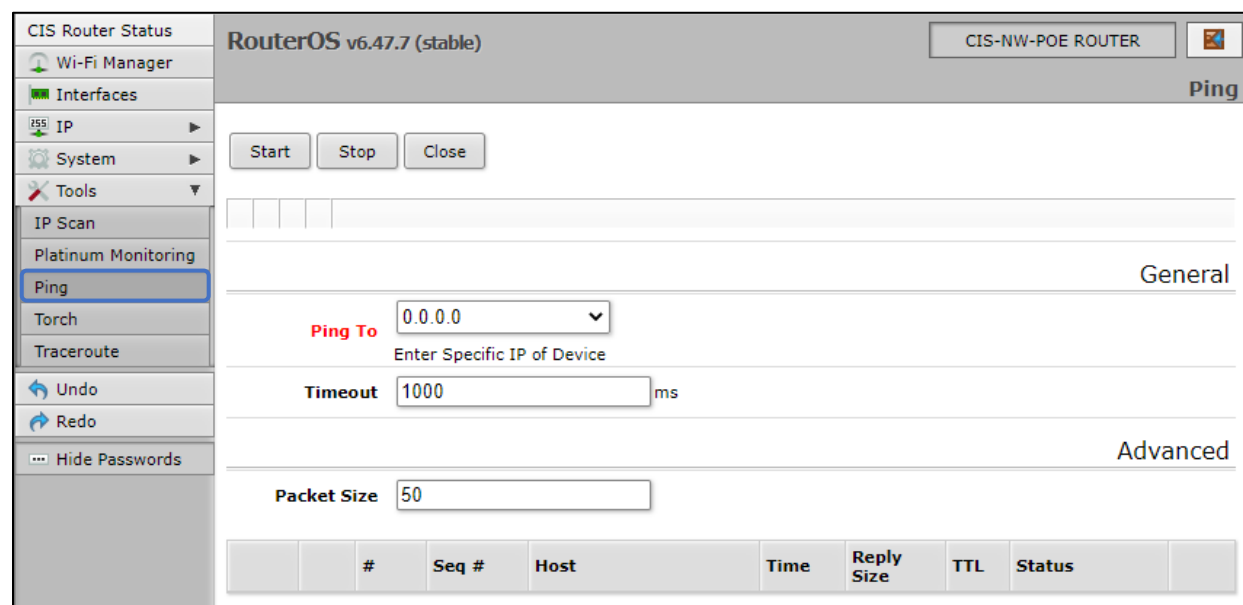 CIS Router Status
Wi-Fi Manager
Interfaces
255 IP
System
Tools
IP Scan
Platinum Monitoring
Ping
Torch
Traceroute
Undo
Redo
Hide Passwords
RouterOS v6.47.7 (stable)
CIS-NW-POE ROUTER
Ping
Start Stop Close
General
Ping To 0.0.0.0
Enter Specific IP of Device
Timeout 1000 ms
Advanced
Packet Size 50
# Seq # Host Time Reply Size TTL Status